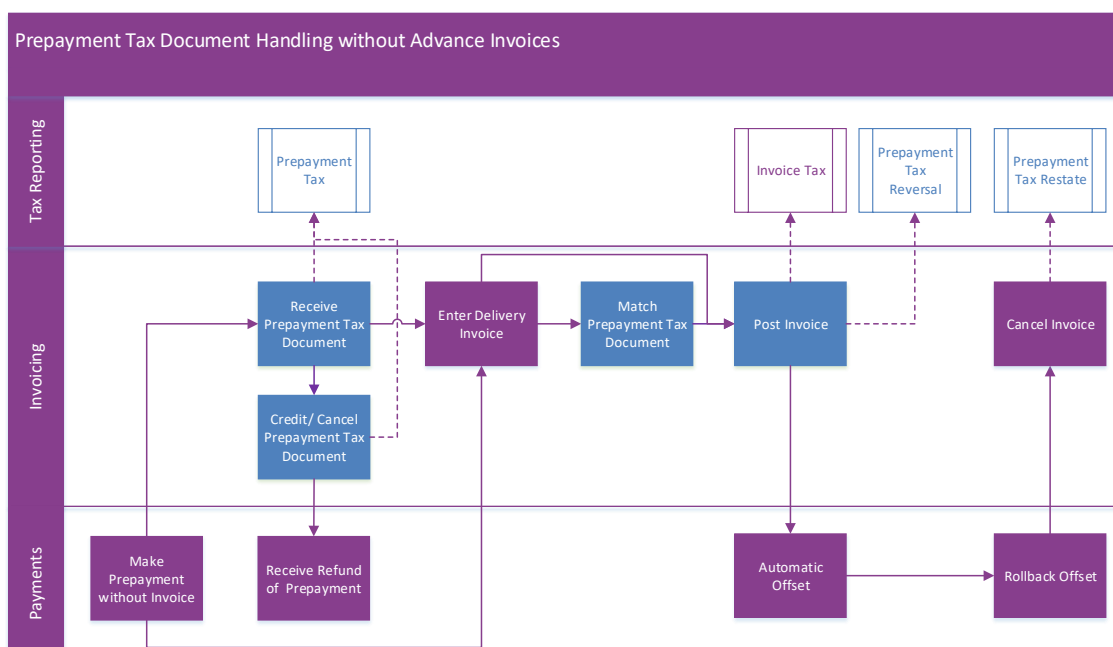 Prepayment Tax Document Handling without Advance Invoices
Tax Reporting
Prepayment
Tax
Invoice Tax
Prepayment
Tax
Reversal
Prepayment
Tax Restate
Invoicing
Receive
Prepayment Tax
Document
Enter Delivery
Invoice
Match
Prepayment Tax
Document
Post Invoice
Cancel Invoice
Credit/ Cancel
Prepayment Tax
Document
Payments
Make
Prepayment
without Invoice
Receive Refund
of Prepayment
Automatic
Offset
Rollback Offset